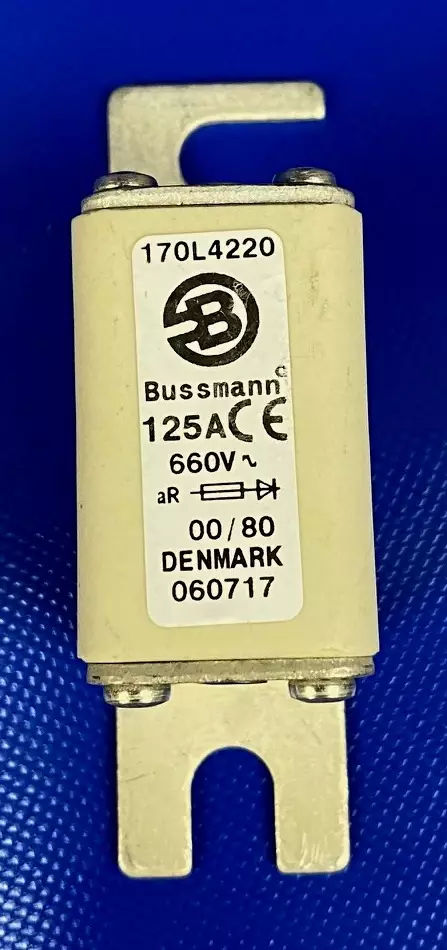 170L4220
B
Bussmann
125A CE
660V ~
aR
00/80
DENMARK
060717